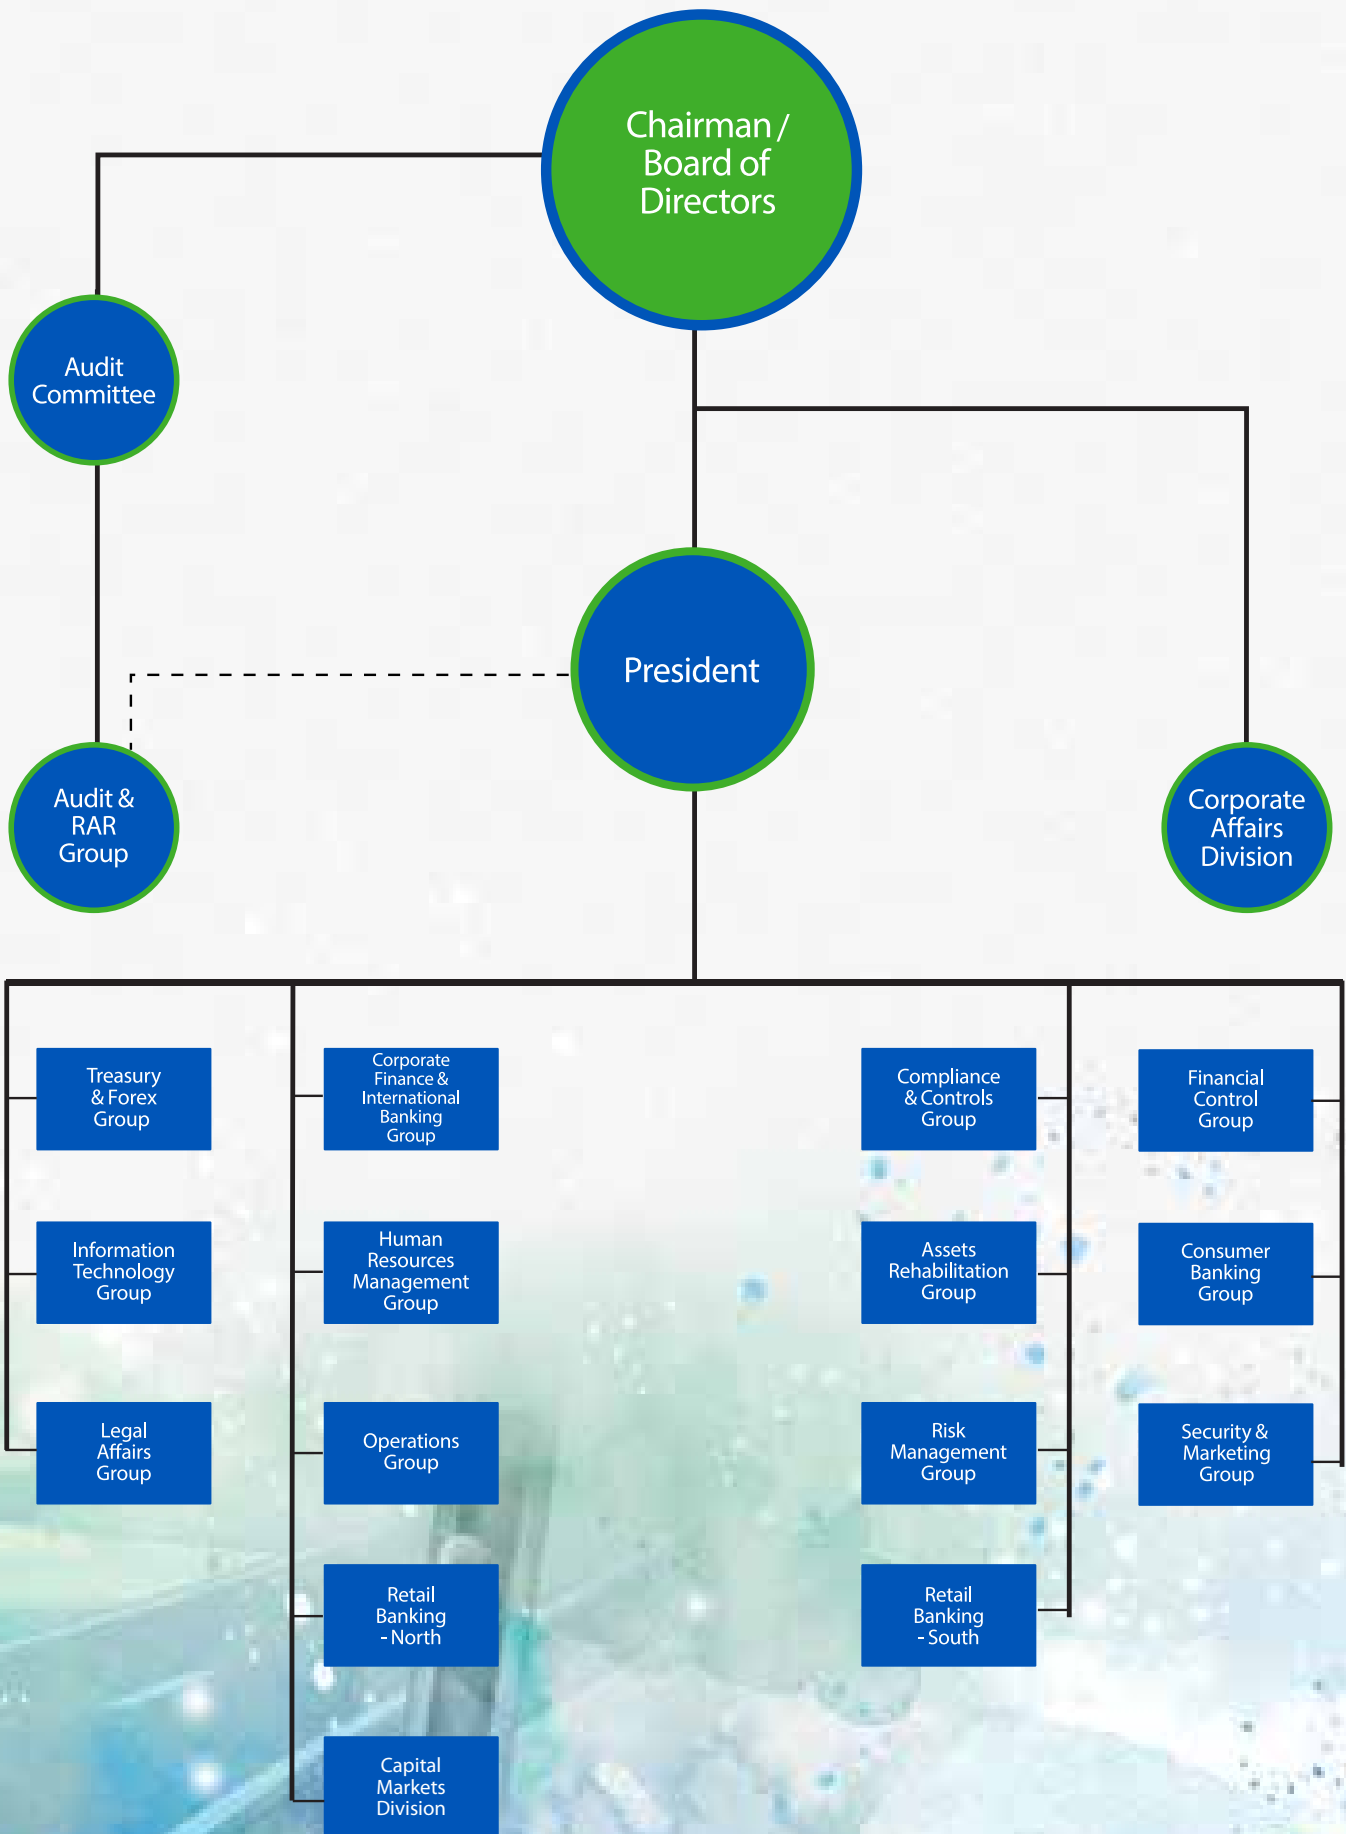 Chairman /
Board of
Directors
Audit
Committee
President
Audit &
RAR
Group
Corporate
Affairs
Division
Treasury
& Forex
Group
Corporate
Finance &
International
Banking
Group
Compliance
& Controls
Group
Financial
Control
Group
Information
Technology
Group
Human
Resources
Management
Group
Assets
Rehabilitation
Group
Consumer
Banking
Group
Legal
Affairs
Group
Operations
Group
Risk
Management
Group
Security &
Marketing
Group
Retail
Banking
- North
Retail
Banking
- South
Capital
Markets
Division